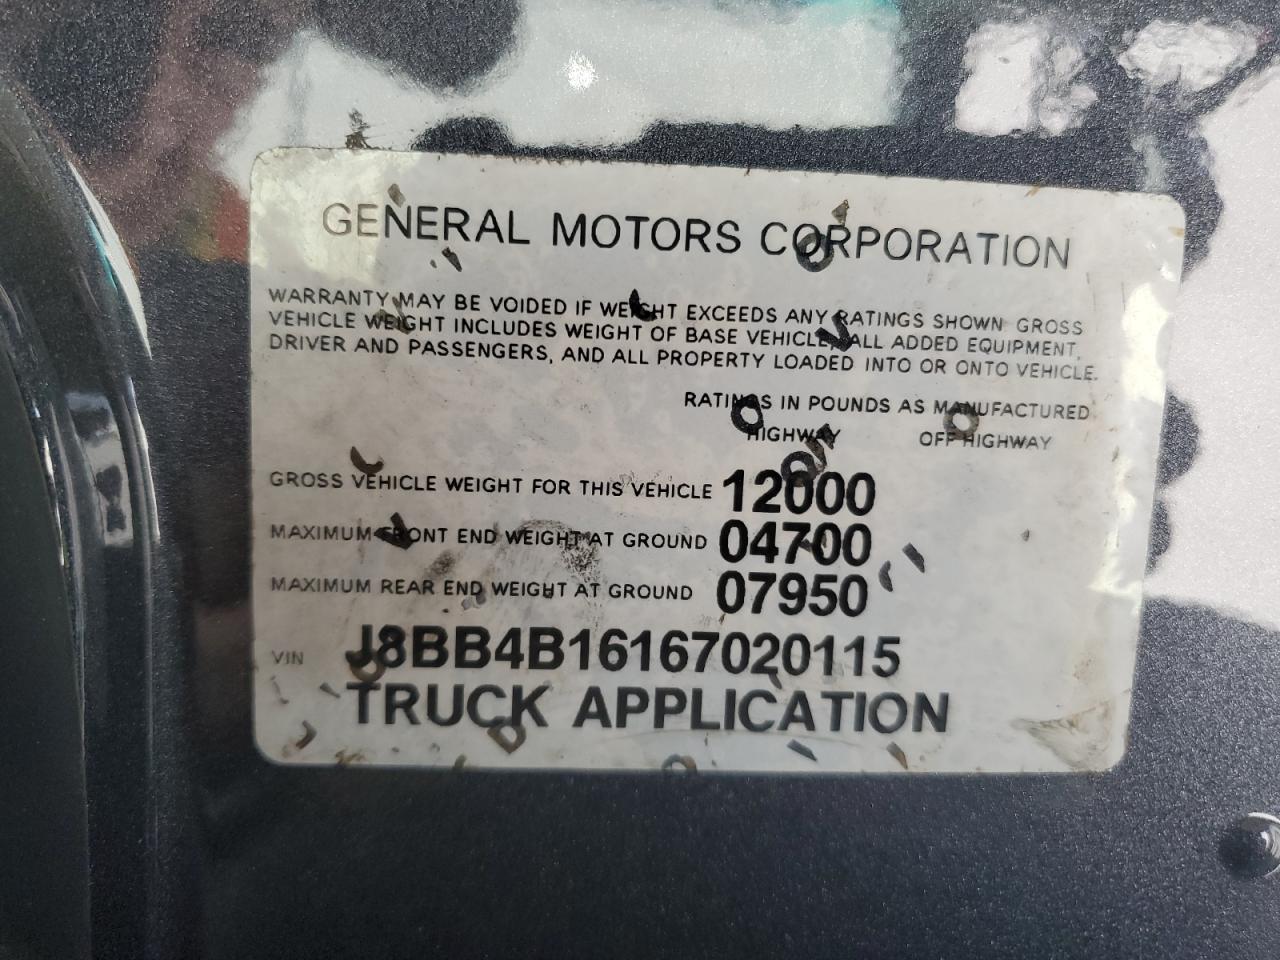 GENERAL MOTORS CORPORATION
WARRANTY MAY BE VOIDED IF WEIGHT EXCEEDS ANY RATINGS SHOWN GROSS
VEHICLE WEIGHT INCLUDES WEIGHT OF BASE VEHICLE, ALL ADDED EQUIPMENT,
DRIVER AND PASSENGERS, AND ALL PROPERTY LOADED INTO OR ONTO VEHICLE.
RATINGS IN POUNDS AS MANUFACTURED
HIGHWAY OFF HIGHWAY
GROSS VEHICLE WEIGHT FOR THIS VEHICLE 12000
MAXIMUM FRONT END WEIGHT AT GROUND 04700
MAXIMUM REAR END WEIGHT AT GROUND 07950
VIN J8BB4B16167020115
TRUCK APPLICATION